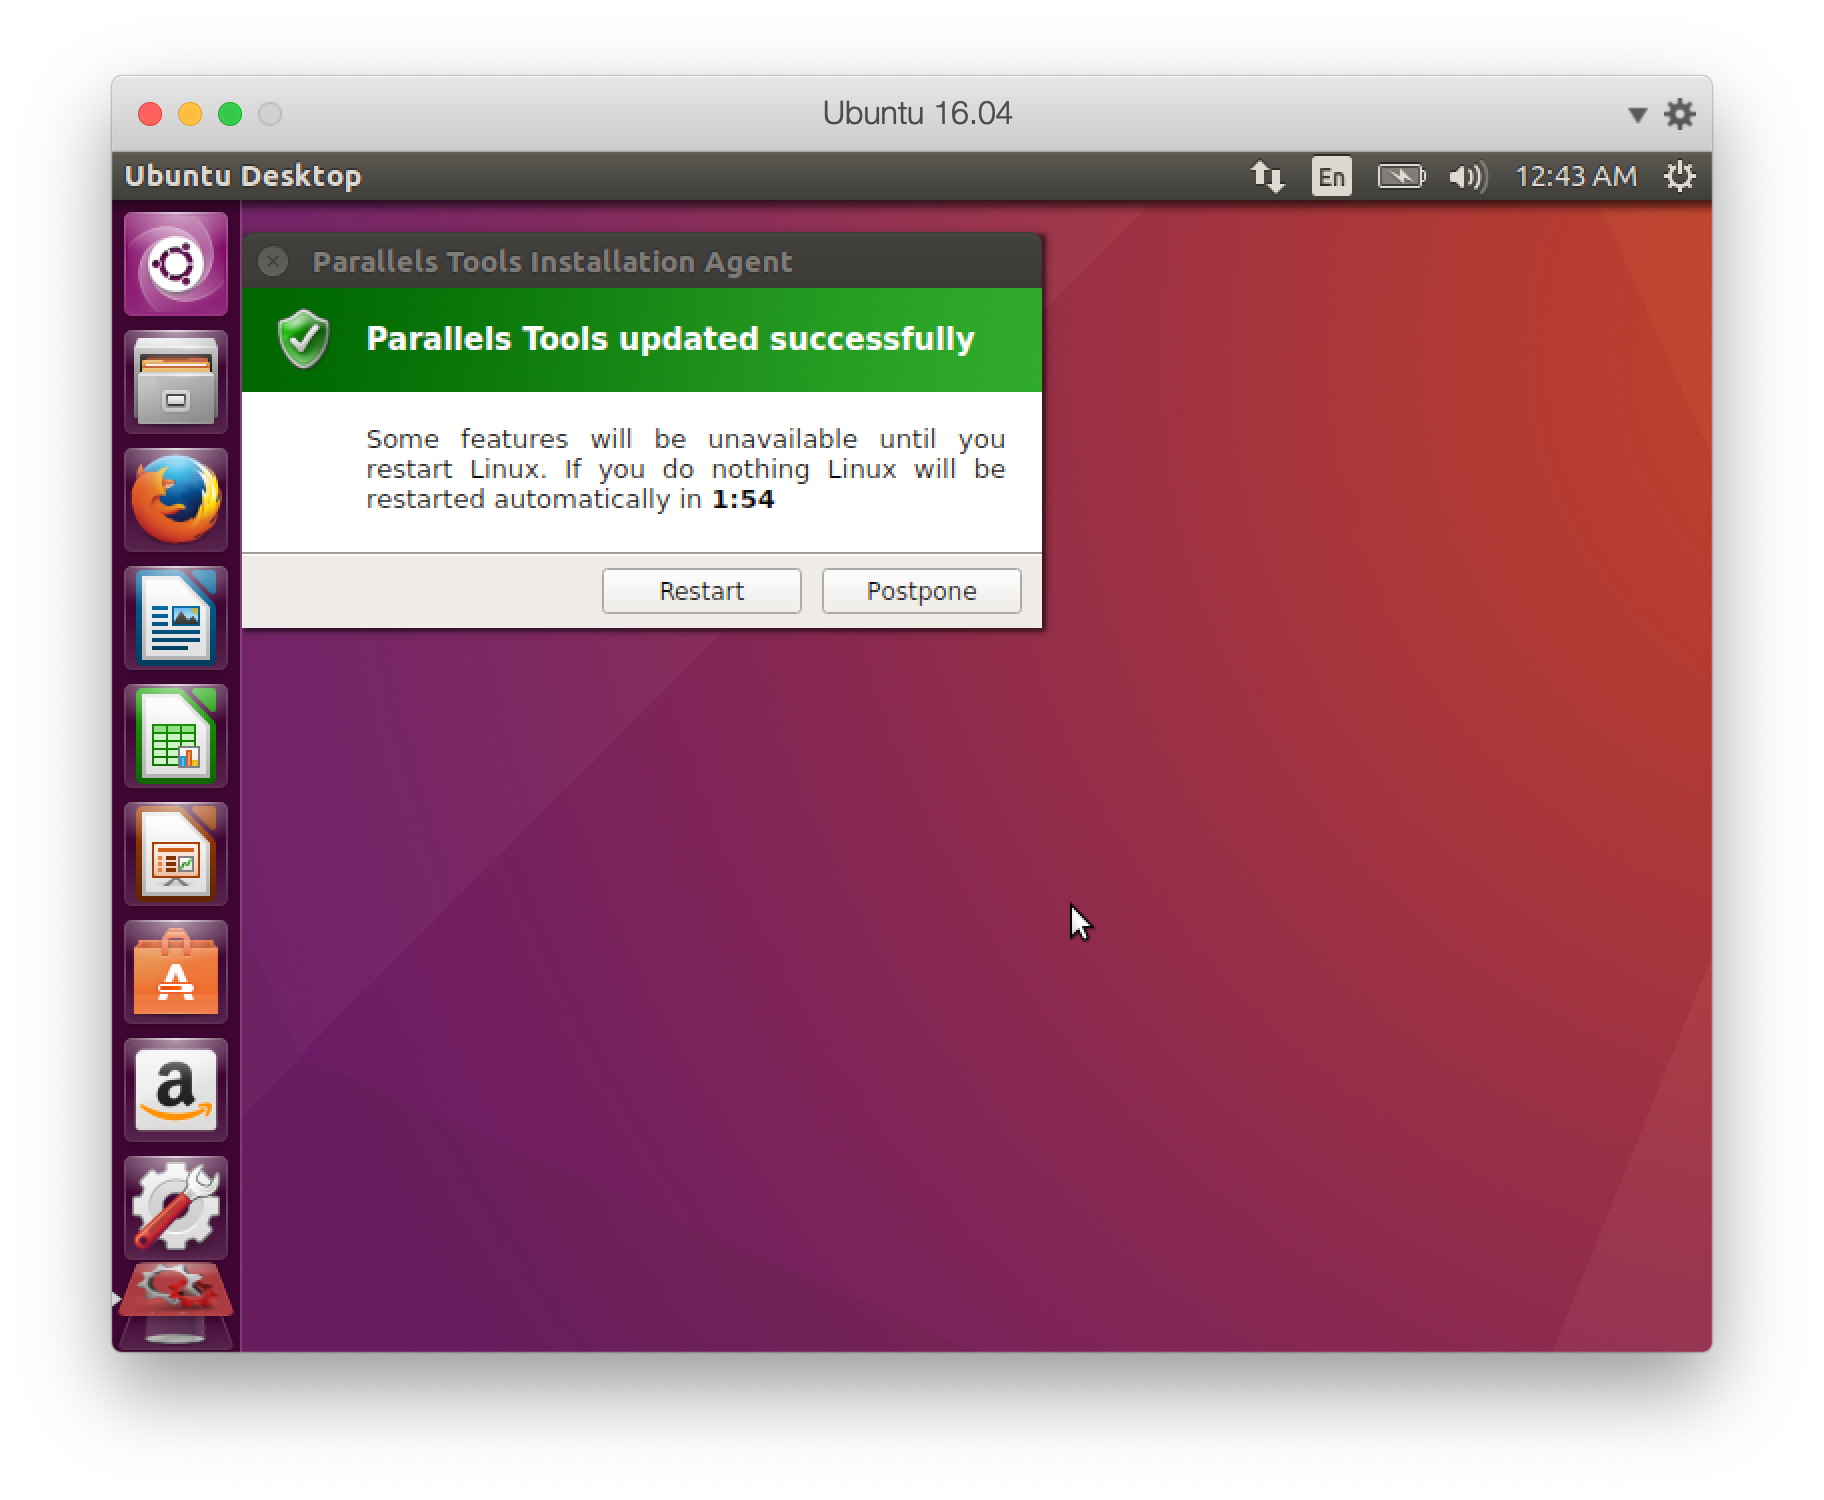 Ubuntu 16.04
Ubuntu Desktop
En
12:43 AM
Parallels Tools Installation Agent
Parallels Tools updated successfully
Some features will be unavailable until you
restart Linux. If you do nothing Linux will be
restarted automatically in 1:54
Restart
Postpone
A
a